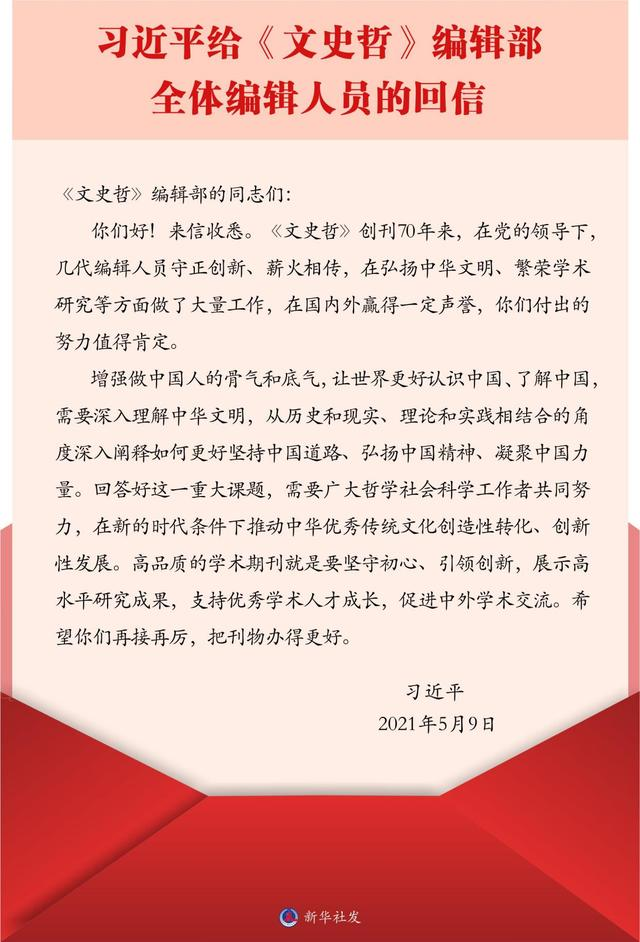 习近平给《文史哲》编辑部
全体编辑人员的回信
《文史哲》编辑部的同志们：
你们好！来信收悉。《文史哲》创刊70年来，在党的领导下，
几代编辑人员守正创新、薪火相传，在弘扬中华文明、繁荣学术
研究等方面做了大量工作，在国内外赢得一定声誉，你们付出的
努力值得肯定。
增强做中国人的骨气和底气，让世界更好认识中国、了解中国，
需要深入理解中华文明，从历史和现实、理论和实践相结合的角
度深入阐释如何更好坚持中国道路、弘扬中国精神、凝聚中国力
量。回答好这一重大课题，需要广大哲学社会科学工作者共同努
力，在新的时代条件下推动中华优秀传统文化创造性转化、创新
性发展。高品质的学术期刊就是要坚守初心、引领创新，展示高
水平研究成果，支持优秀学术人才成长，促进中外学术交流。希
望你们再接再厉，把刊物办得更好。
习近平
2021年5月9日
新华社发